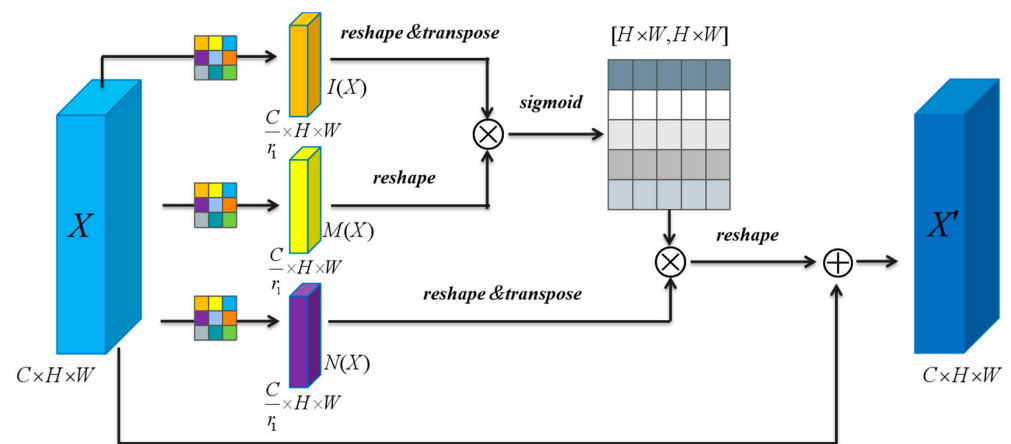 reshape &transpose
[H×W,H×W]
I(X)
sigmoid
C/r₁ ×H×W
reshape
X
M(X)
X′
C/r₁ ×H×W
reshape
reshape &transpose
N(X)
C×H×W
C×H×W
C/r₁ ×H×W